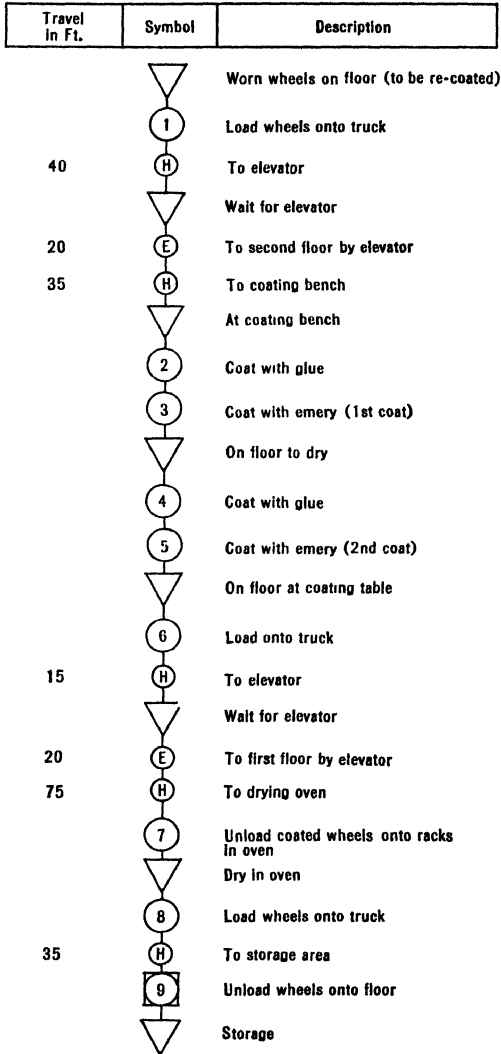 Travel In Ft. Symbol Description
Worn wheels on floor (to be re-coated)
1 Load wheels onto truck
40 H To elevator
Wait for elevator
20 E To second floor by elevator
35 H To coating bench
At coating bench
2 Coat with glue
3 Coat with emery (1st coat)
On floor to dry
4 Coat with glue
5 Coat with emery (2nd coat)
On floor at coating table
6 Load onto truck
15 H To elevator
Wait for elevator
20 E To first floor by elevator
75 H To drying oven
7 Unload coated wheels onto racks
In oven
Dry in oven
8 Load wheels onto truck
35 H To storage area
9 Unload wheels onto floor
Storage